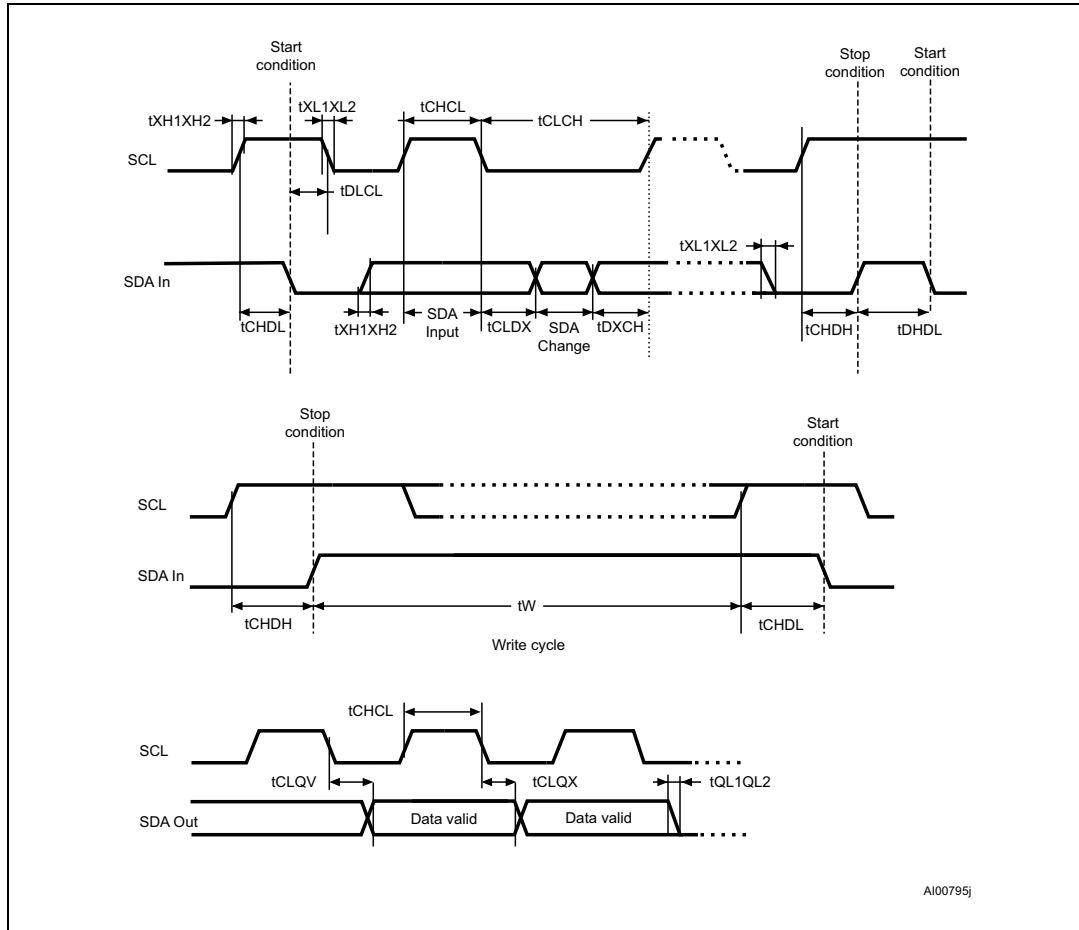 Start
condition
Stop
condition
Start
condition
tXL1XL2
tCHCL
tXH1XH2
tCLCH
SCL
tDLCL
tXL1XL2
SDA In
tCHDL
tXH1XH2
SDA
Input
tCLDX
SDA
Change
tDXCH
tCHDH
tDHDL
Stop
condition
Start
condition
SCL
SDA In
tCHDH
tW
tCHDL
Write cycle
tCHCL
SCL
tCLQV
tCLQX
tQL1QL2
SDA Out
Data valid
Data valid
AI00795j